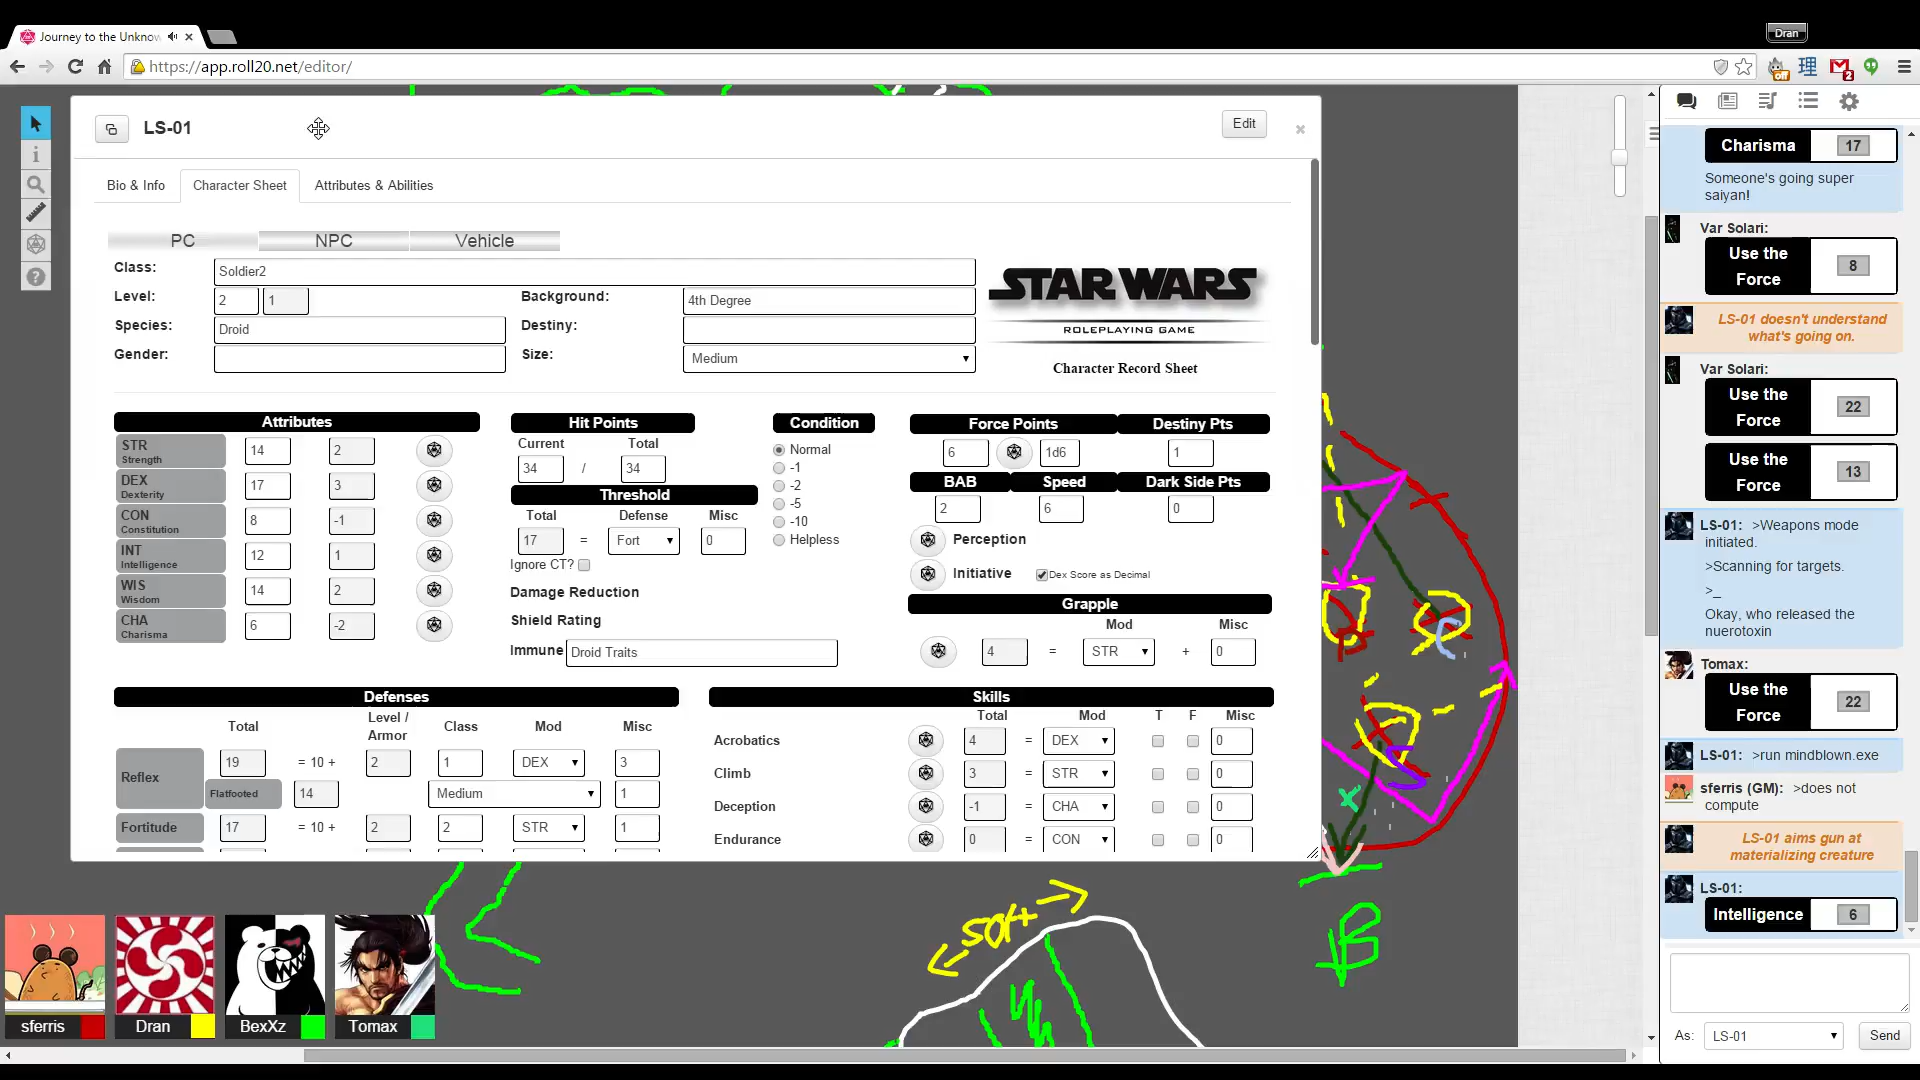 Dran
Journey to the Unknow
https://app.roll20.net/editor/
off
2
LS-01
Edit
Bio & Info
Character Sheet
Attributes & Abilities
PC
NPC
Vehicle
Class:
Soldier2
Level:
2
1
Background:
4th Degree
Species:
Droid
Destiny:
Gender:
Size:
Medium
STAR WARS
ROLEPLAYING GAME
Character Record Sheet
Attributes
STR
Strength
14
2
DEX
Dexterity
17
3
CON
Constitution
8
-1
INT
Intelligence
12
1
WIS
Wisdom
14
2
CHA
Charisma
6
-2
Hit Points
Current
Total
34 / 34
Threshold
Total
Defense
Misc
17 = Fort 0
Ignore CT?
Damage Reduction
Shield Rating
Immune
Droid Traits
Condition
Normal
-1
-2
-5
-10
Helpless
Force Points
Destiny Pts
6
1d6
1
BAB
Speed
Dark Side Pts
2
6
0
Perception
Initiative
Dex Score as Decimal
Grapple
Mod
Misc
4 = STR + 0
Defenses
Total
Level /
Armor
Class
Mod
Misc
Reflex
19 = 10 + 2 1 DEX 3
Flatfooted
14
Medium
1
Fortitude
17 = 10 + 2 2 STR 1
Skills
Total
Mod
T
F
Misc
Acrobatics
4 = DEX 0
Climb
3 = STR 0
Deception
-1 = CHA 0
Endurance
0 = CON 0
50ft
B
sferris
Dran
BexXz
Tomax
Charisma
17
Someone's going super
saiyan!
Var Solari:
Use the
Force
8
LS-01 doesn't understand
what's going on.
Var Solari:
Use the
Force
22
Use the
Force
13
LS-01: >Weapons mode
initiated.
>Scanning for targets.
>_
Okay, who released the
nuerotoxin
Tomax:
Use the
Force
22
LS-01: >run mindblown.exe
sferris (GM): >does not
compute
LS-01 aims gun at
materializing creature
LS-01:
Intelligence
6
As:
LS-01
Send